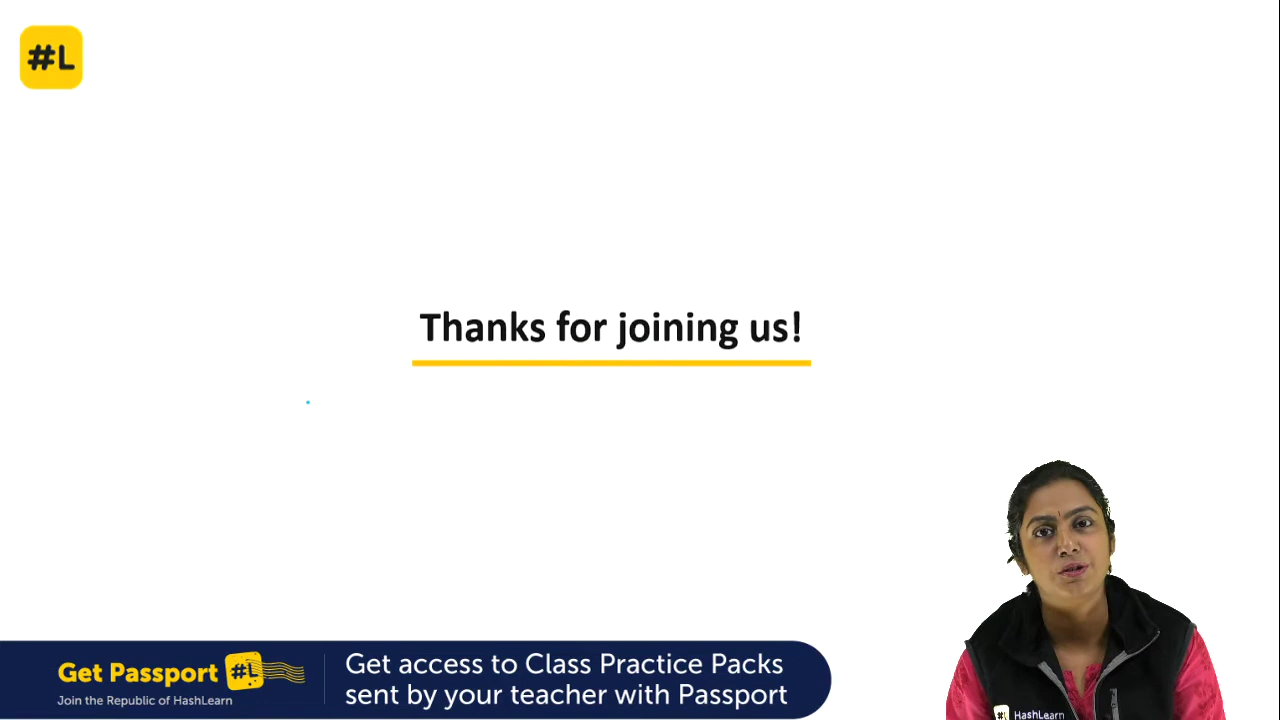 #L
Thanks for joining us!
Get Passport #L
Join the Republic of HashLearn
Get access to Class Practice Packs
sent by your teacher with Passport
#L HashLearn